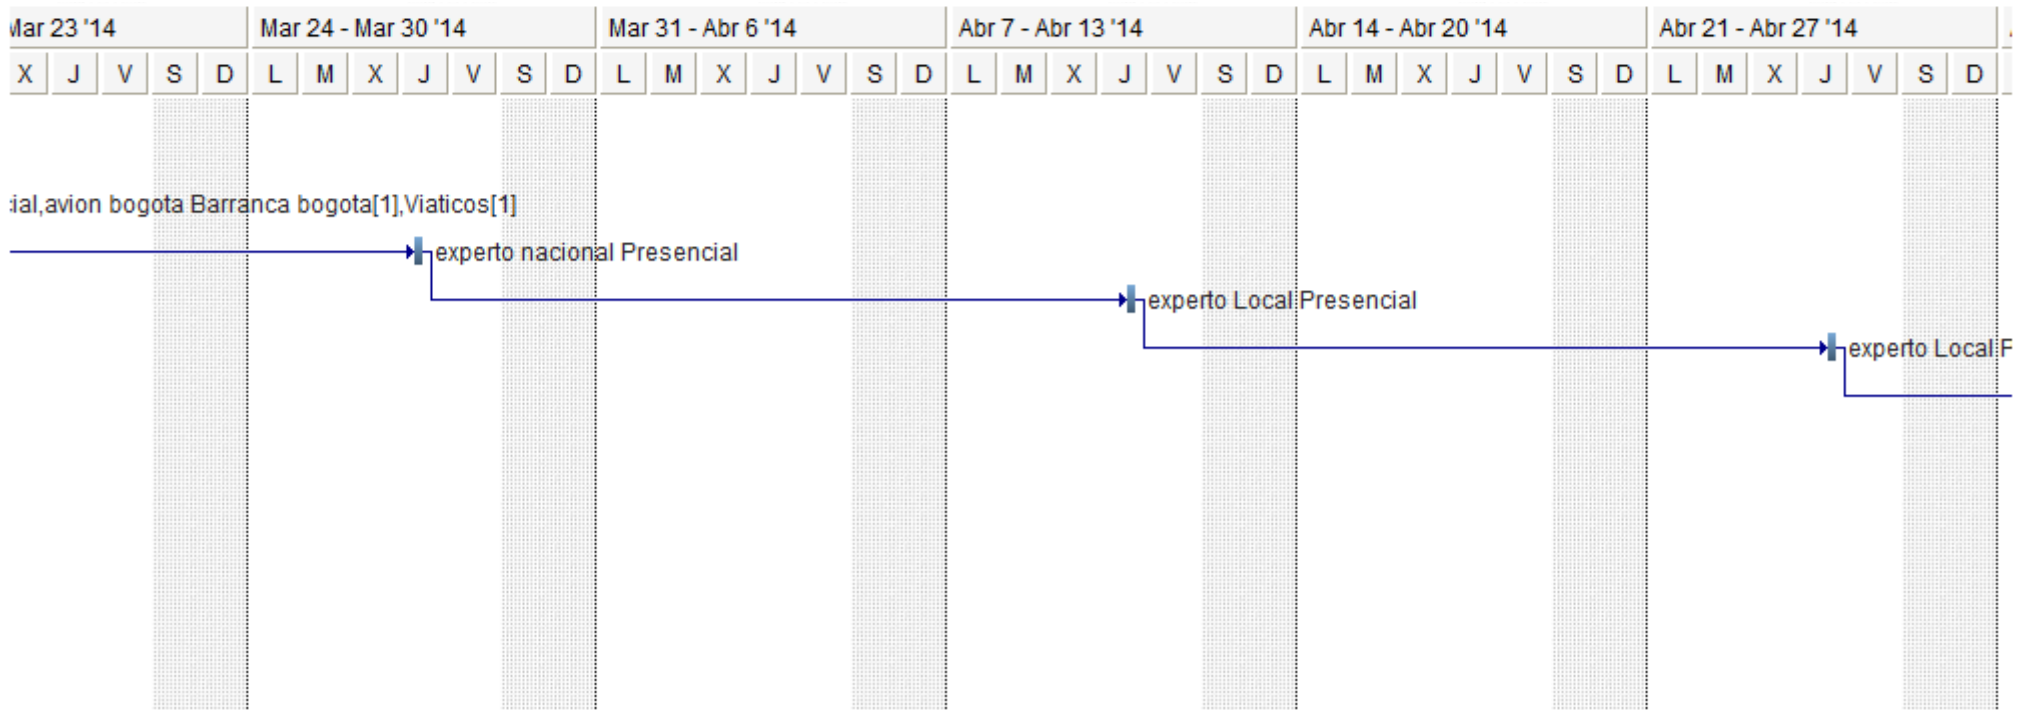 Mar 23 '14 Mar 24 - Mar 30 '14 Mar 31 - Abr 6 '14 Abr 7 - Abr 13 '14 Abr 14 - Abr 20 '14 Abr 21 - Abr 27 '14
X J V S D L M X J V S D L M X J V S D L M X J V S D L M X J V S D L M X J V S D
ial,avion bogota Barranca bogota[1],Viaticos[1]
experto nacional Presencial
experto Local Presencial
experto Local P